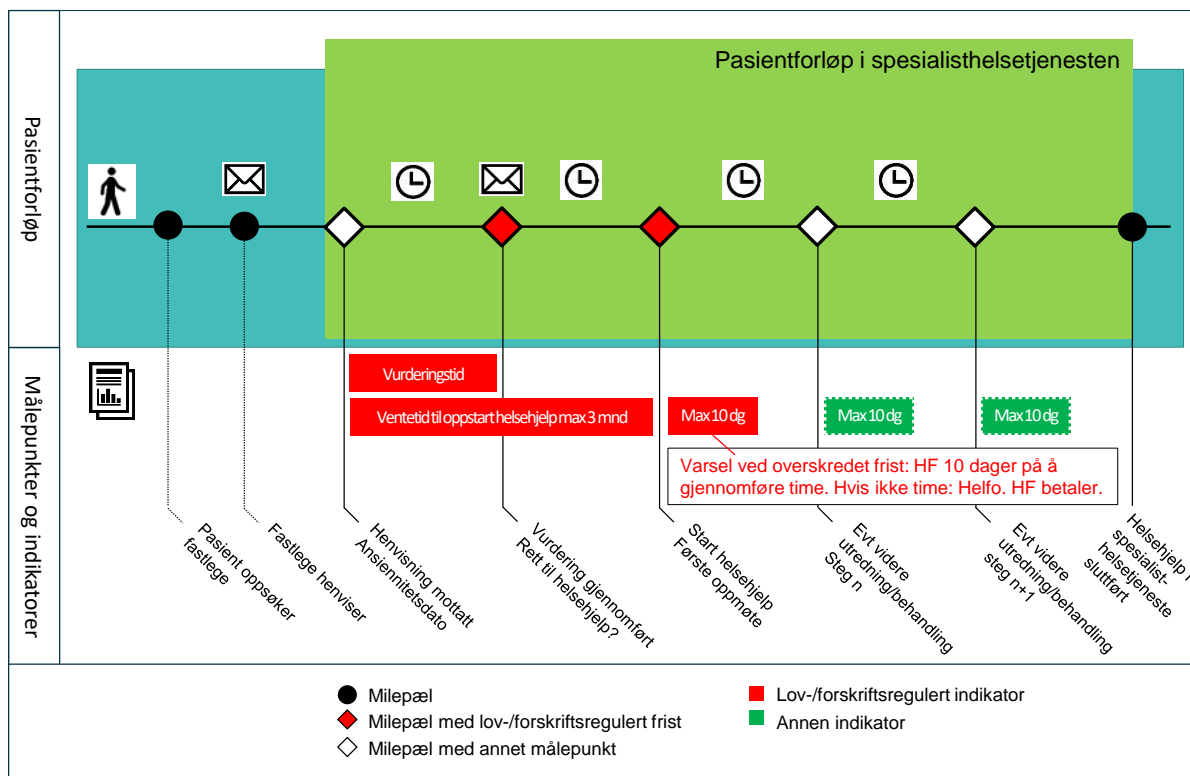 Pasientforløp
Pasientforløp i spesialisthelsetjenesten
Målepunkter og indikatorer
Vurderingstid
Ventetid til oppstart helsehjelp max 3 mnd
Max 10 dg
Max 10 dg
Max 10 dg
Varsel ved overskredet frist: HF 10 dager på å
gjennomføre time. Hvis ikke time: Helfo. HF betaler.
Pasient oppsøker
fastlege
Fastlege henviser
Henvisning mottatt
Ansiennitetsdato
Vurdering gjennomført
Rett til helsehjelp?
Start helsehjelp
Første oppmøte
Evt videre
utredning/behandling
Steg n
Evt videre
utredning/behandling
steg n+1
Helsehjelp
spesialist-
helsetjeneste
sluttført
Milepæl
Milepæl med lov-/forskriftsregulert frist
Milepæl med annet målepunkt
Lov-/forskriftsregulert indikator
Annen indikator